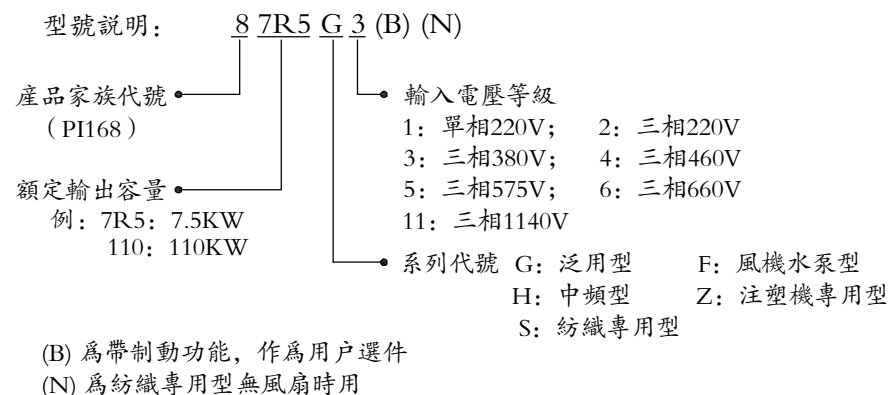 型號説明： 8 7R5 G 3 (B) (N)
産品家族代號
（PI168）
輸入電壓等級
1：單相220V； 2：三相220V
3：三相380V； 4：三相460V
5：三相575V； 6：三相660V
11：三相1140V
額定輸出容量
例：7R5：7.5KW
110：110KW
系列代號 G：泛用型 F：風機水泵型
H：中頻型 Z：注塑機專用型
S：紡織專用型
(B) 爲帶制動功能，作爲用户選件
(N) 爲紡織專用型無風扇時用